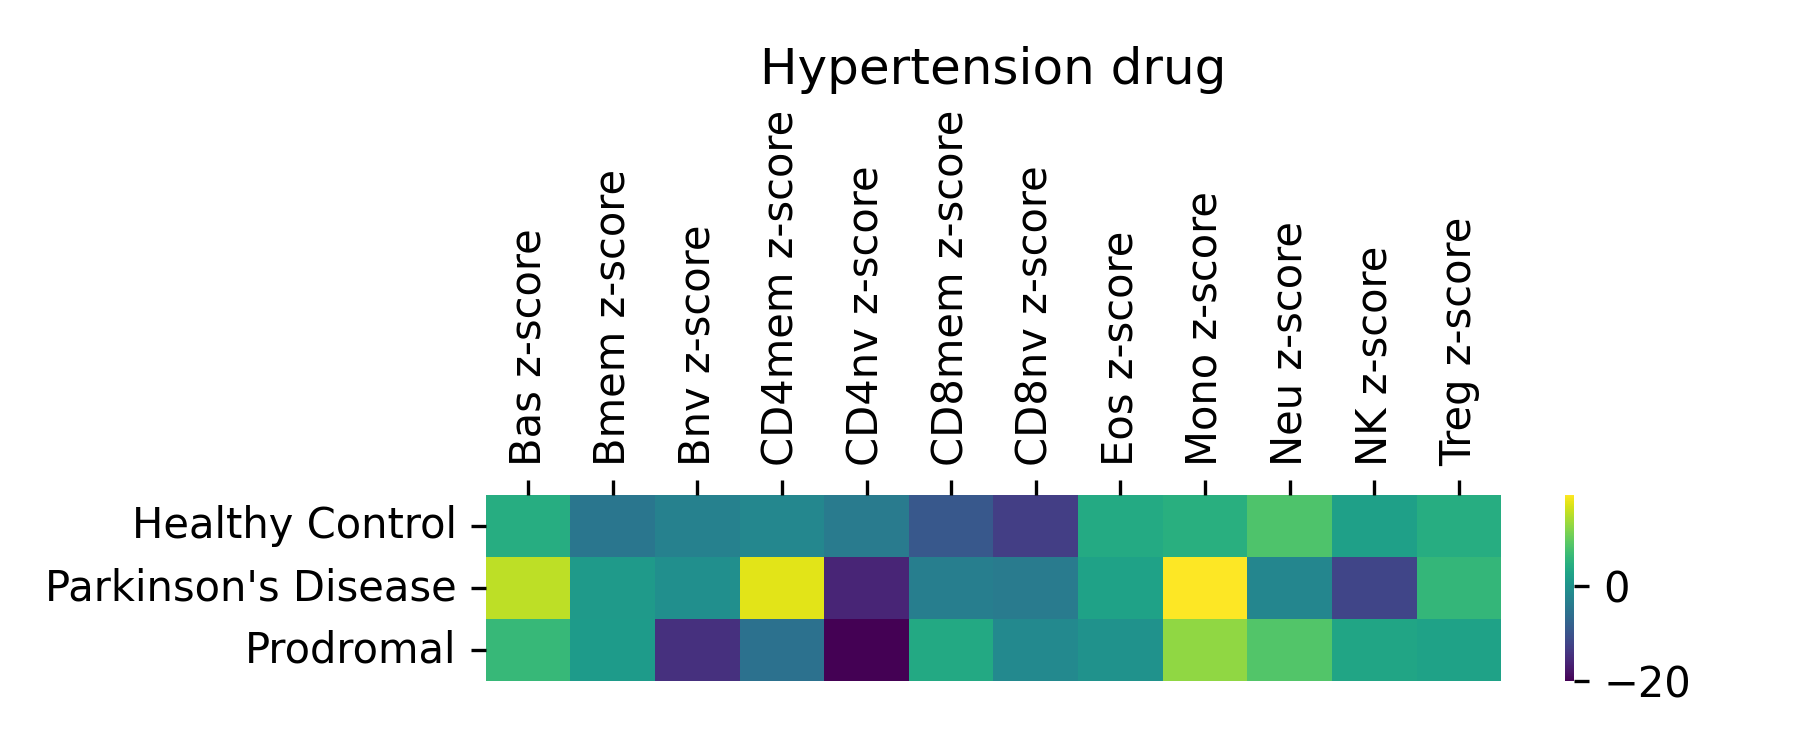 Hypertension drug
Bas z-score
Bmem z-score
Bnv z-score
CD4mem z-score
CD4nv z-score
CD8mem z-score
CD8nv z-score
Eos z-score
Mono z-score
Neu z-score
NK z-score
Treg z-score
Healthy Control
Parkinson's Disease
Prodromal
0
−20